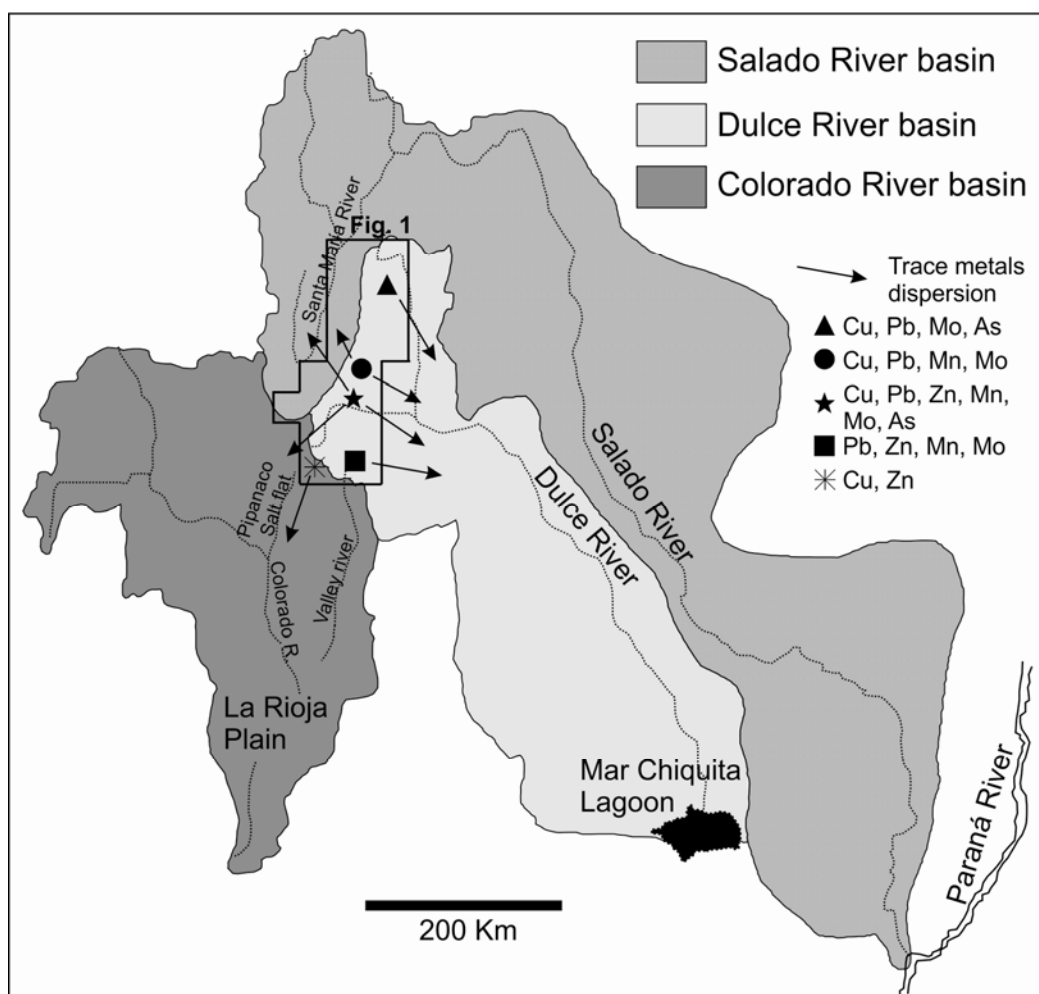 Salado River basin
Dulce River basin
Colorado River basin
Fig. 1
Santa María River
Trace metals
dispersion
Cu, Pb, Mo, As
Cu, Pb, Mn, Mo
Cu, Pb, Zn, Mn,
Mo, As
Pb, Zn, Mn, Mo
Cu, Zn
Salado River
Dulce River
Pipanaco
Salt flat
Colorado R.
Valley river
La Rioja
Plain
Mar Chiquita
Lagoon
Paraná River
200 Km